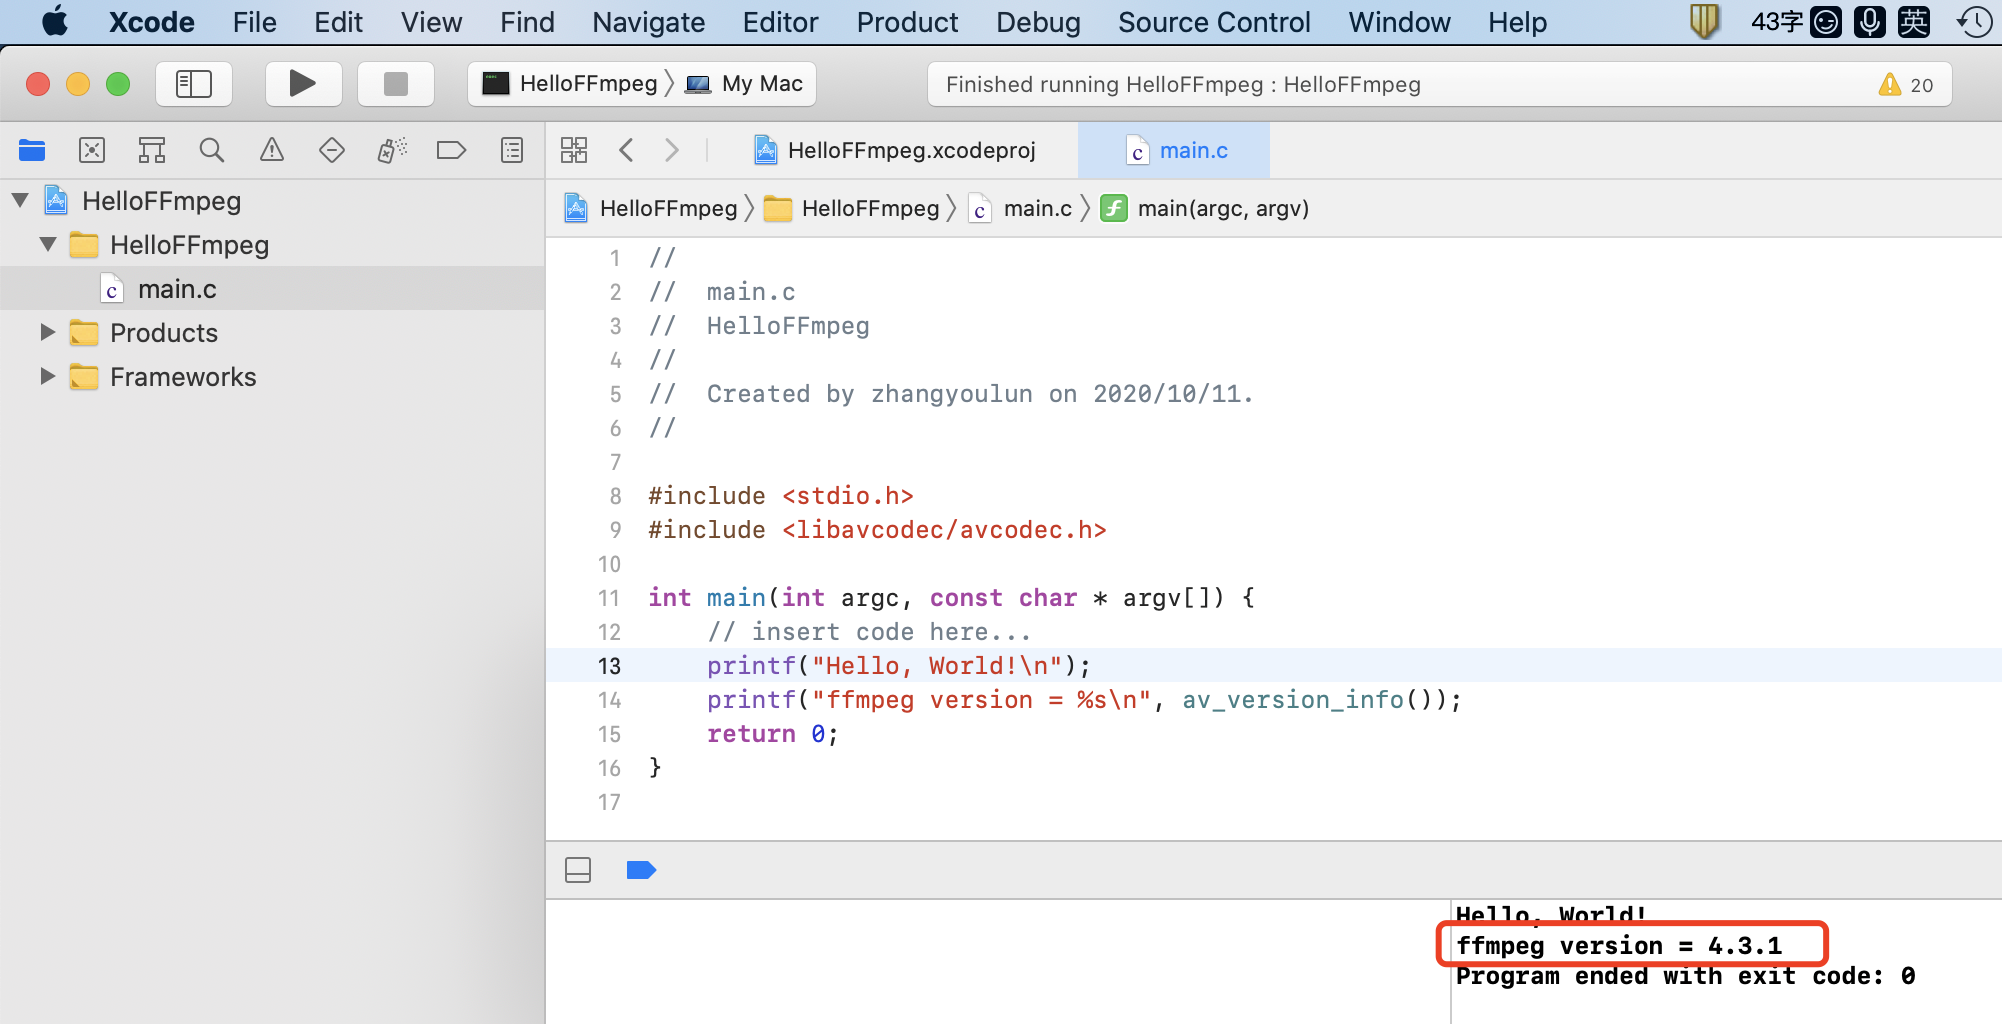 Xcode File Edit View Find Navigate Editor Product Debug Source Control Window Help 43字 英
HelloFFmpeg My Mac Finished running HelloFFmpeg : HelloFFmpeg 20
HelloFFmpeg.xcodeproj c main.c
HelloFFmpeg
HelloFFmpeg
c main.c
Products
Frameworks
HelloFFmpeg HelloFFmpeg c main.c f main(argc, argv)
1 //
2 //  main.c
3 //  HelloFFmpeg
4 //
5 //  Created by zhangyoulun on 2020/10/11.
6 //
7
8 #include <stdio.h>
9 #include <libavcodec/avcodec.h>
10
11 int main(int argc, const char * argv[]) {
12     // insert code here...
13     printf("Hello, World!\n");
14     printf("ffmpeg version = %s\n", av_version_info());
15     return 0;
16 }
17
Hello, World!
ffmpeg version = 4.3.1
Program ended with exit code: 0